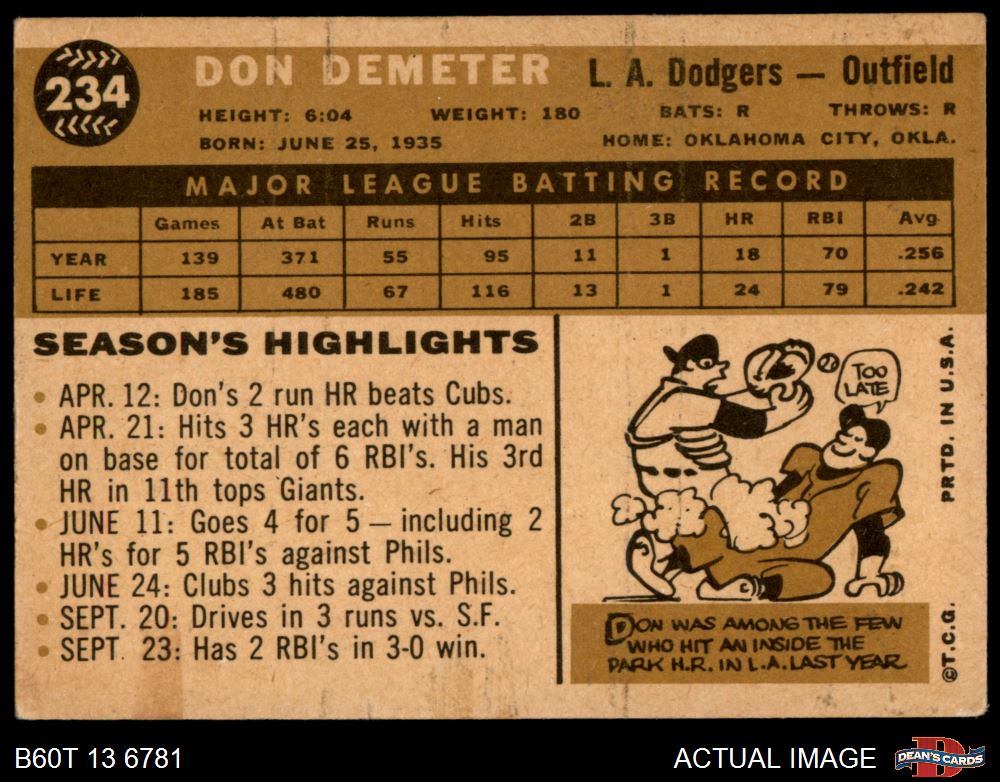 234
DON DEMETER
L. A. Dodgers — Outfield
HEIGHT: 6:04 WEIGHT: 180 BATS: R THROWS: R
BORN: JUNE 25, 1935 HOME: OKLAHOMA CITY, OKLA.
MAJOR LEAGUE BATTING RECORD
Games At Bat Runs Hits 2B 3B HR RBI Avg.
YEAR 139 371 55 95 11 1 18 70 .256
LIFE 185 480 67 116 13 1 24 79 .242
SEASON'S HIGHLIGHTS
• APR. 12: Don's 2 run HR beats Cubs.
• APR. 21: Hits 3 HR's each with a man
on base for total of 6 RBI's. His 3rd
HR in 11th tops Giants.
• JUNE 11: Goes 4 for 5 — including 2
HR's for 5 RBI's against Phils.
• JUNE 24: Clubs 3 hits against Phils.
• SEPT. 20: Drives in 3 runs vs. S.F.
• SEPT. 23: Has 2 RBI's in 3-0 win.
TOO
LATE
DON WAS AMONG THE FEW
WHO HIT AN INSIDE THE
PARK H.R. IN L.A. LAST YEAR.
©T.C.G. PRTD. IN U.S.A.
B60T 13 6781
ACTUAL IMAGE
DEAN'S CARDS